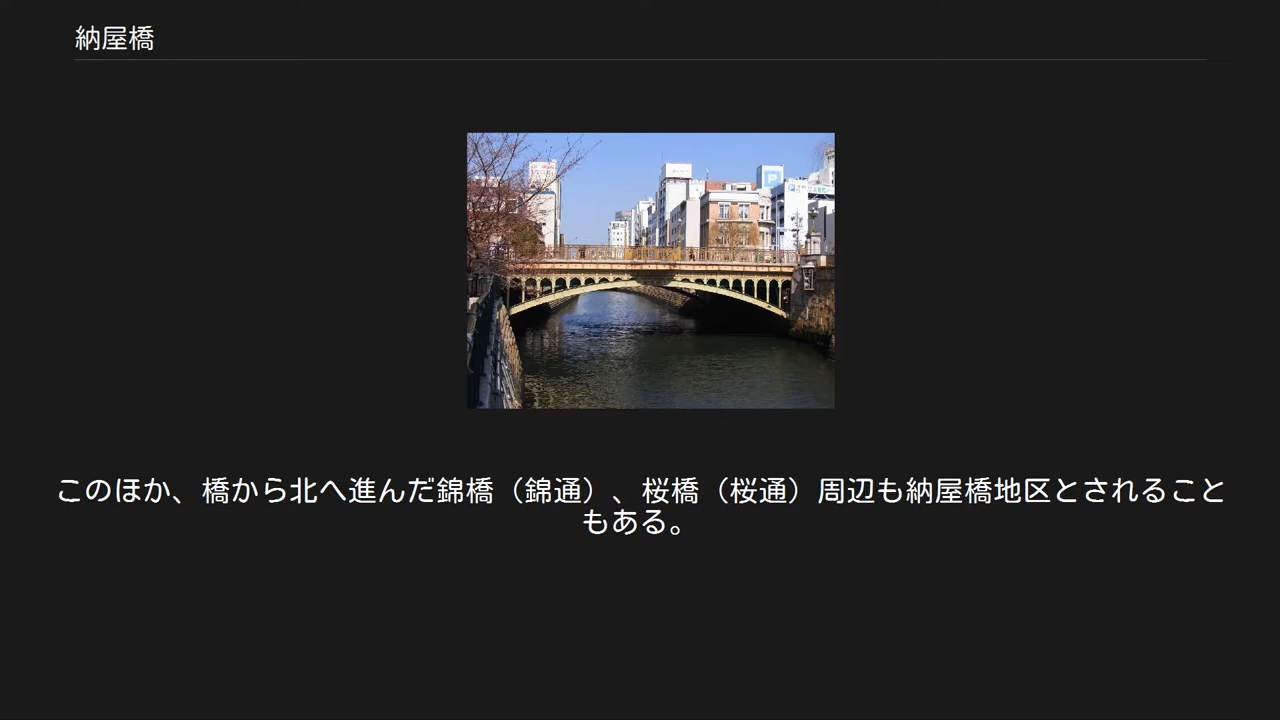 納屋橋
P
このほか、橋から北へ進んだ錦橋（錦通）、桜橋（桜通）周辺も納屋橋地区とされること
もある。